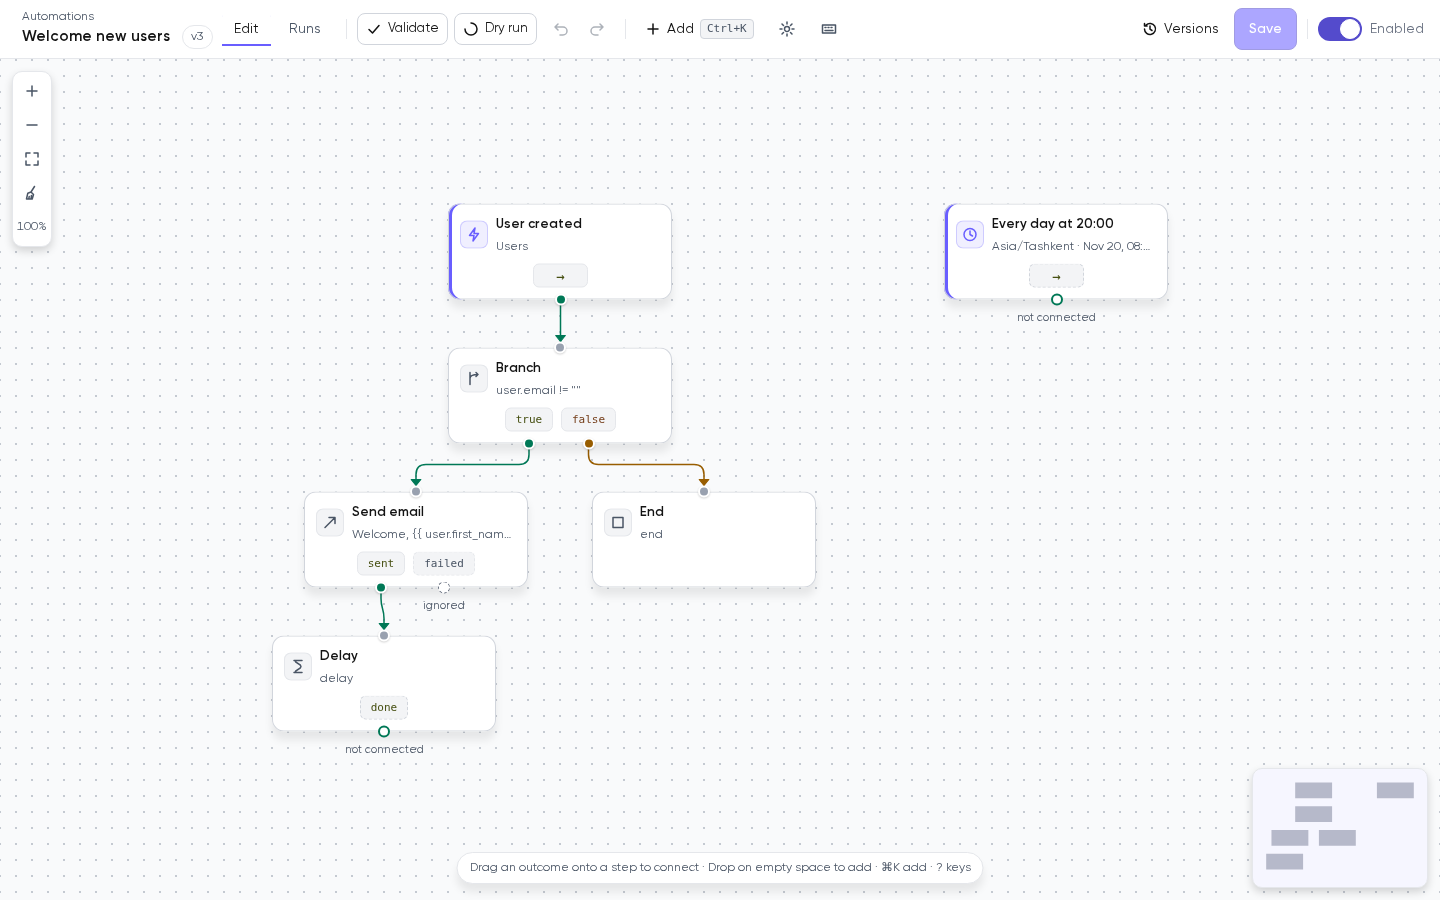 Automations
Welcome new users
v3
Edit
Runs
Validate
Dry run
Add
Ctrl+K
Versions
Save
Enabled
100%
User created
Users
→
Every day at 20:00
Asia/Tashkent · Nov 20, 08:...
→
not connected
Branch
user.email != ""
true
false
Send email
Welcome, {{ user.first_nam...
sent
failed
ignored
End
end
Delay
delay
done
not connected
Drag an outcome onto a step to connect · Drop on empty space to add · ⌘K add · ? keys